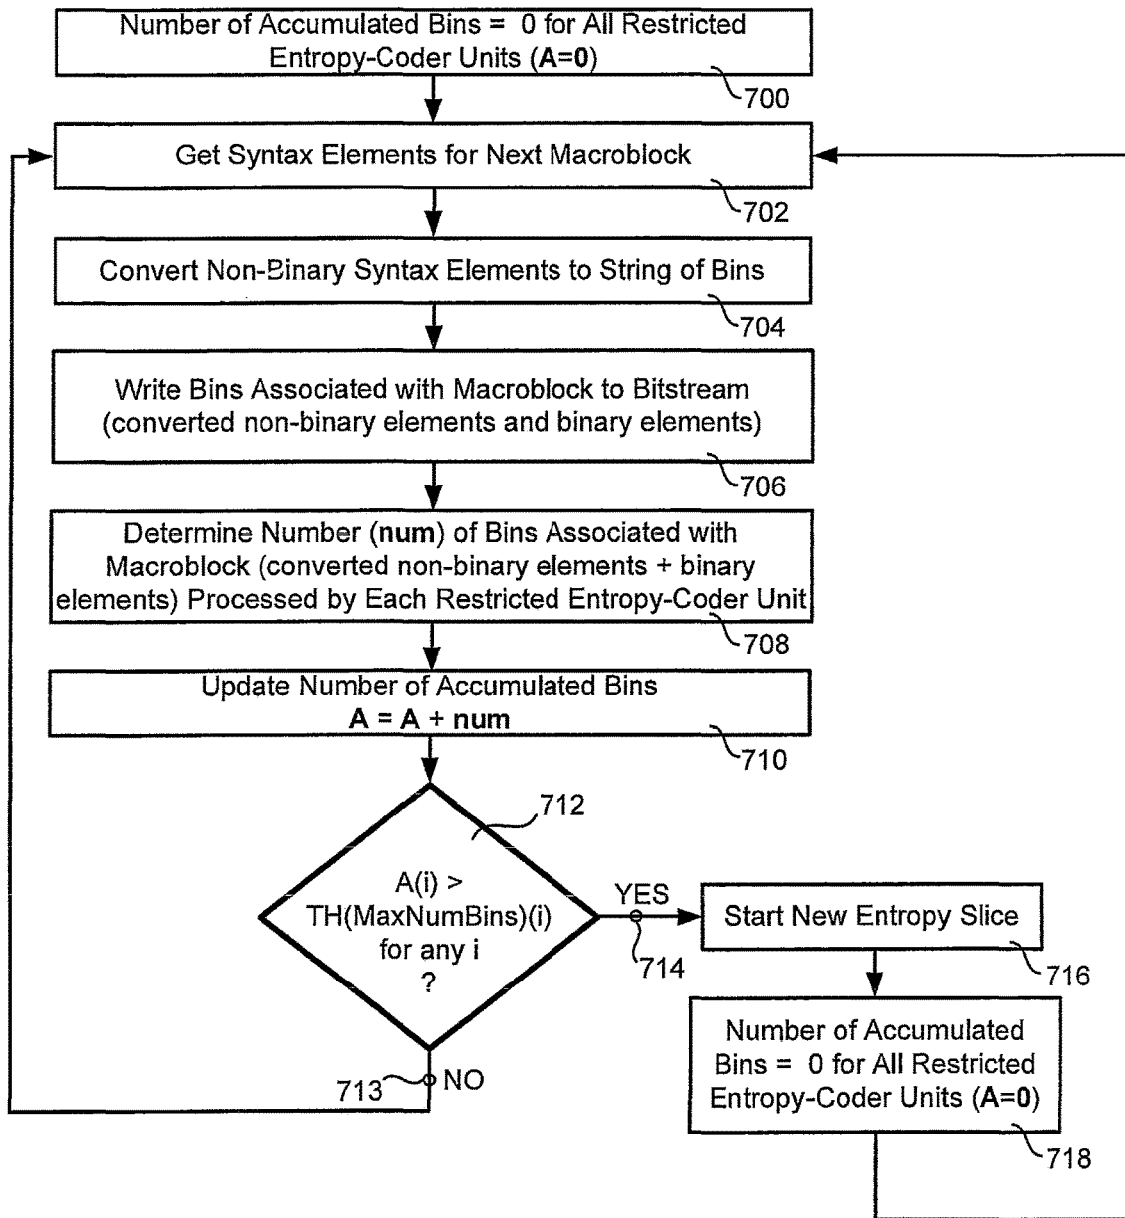 Number of Accumulated Bins = 0 for All Restricted
Entropy-Coder Units (A=0)
700
Get Syntax Elements for Next Macroblock
702
Convert Non-Binary Syntax Elements to String of Bins
704
Write Bins Associated with Macroblock to Bitstream
(converted non-binary elements and binary elements)
706
Determine Number (num) of Bins Associated with
Macroblock (converted non-binary elements + binary
elements) Processed by Each Restricted Entropy-Coder Unit
708
Update Number of Accumulated Bins
A = A + num
710
712
A(i) >
TH(MaxNumBins)(i)
for any i
?
YES
714
Start New Entropy Slice
716
Number of Accumulated
Bins = 0 for All Restricted
Entropy-Coder Units (A=0)
718
713
NO